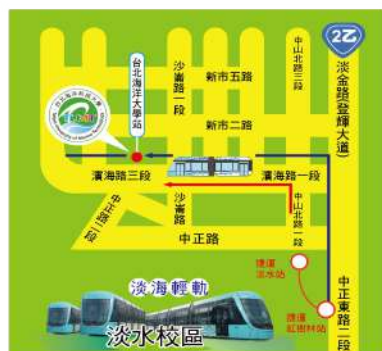 2乙
台北海洋大學站
沙崙路一段
新市五路
中山北路三段
淡金路(登輝大道)
新市二路
濱海路三段
濱海路一段
中正路二段
沙崙路
中山北路一段
中正路
捷運
淡水站
捷運
紅樹林站
中正東路二段
淡海輕軌
淡水校區